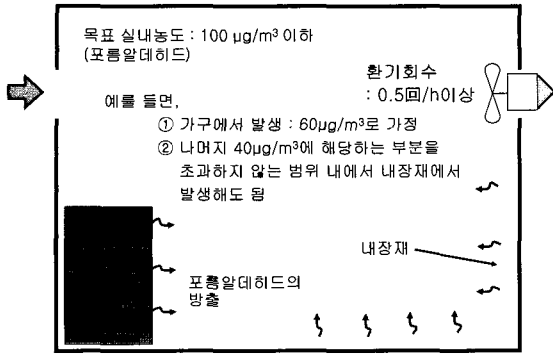 목표 실내농도 : 100 μg/m³ 이하
(포름알데히드)
환기회수
: 0.5回/h이상
예를 들면,
① 가구에서 발생 : 60μg/m³로 가정
② 나머지 40μg/m³에 해당하는 부분을
초과하지 않는 범위 내에서 내장재에서
발생해도 됨
내장재
포름알데히드의
방출